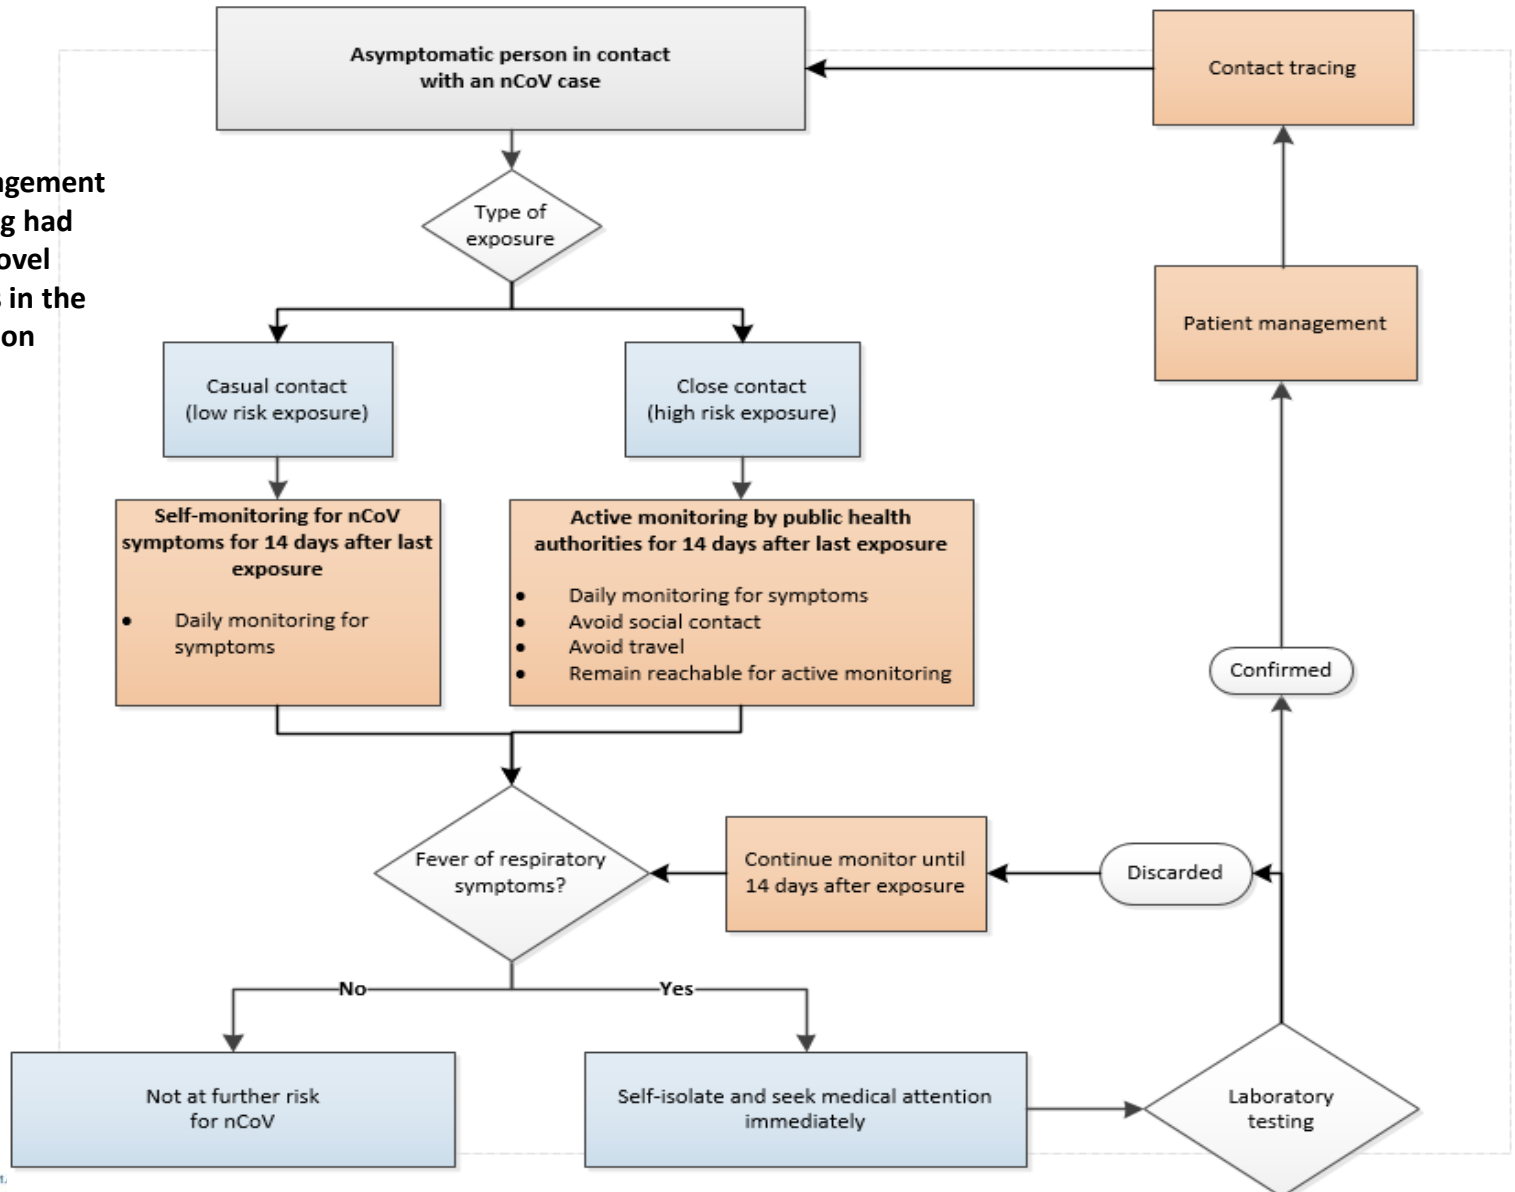 Asymptomatic person in contact
with an nCoV case
Contact tracing
agement
g had
ovel
s in the
on
Type of
exposure
Patient management
Casual contact
(low risk exposure)
Close contact
(high risk exposure)
Self-monitoring for nCoV
symptoms for 14 days after last
exposure
• Daily monitoring for
symptoms
Active monitoring by public health
authorities for 14 days after last exposure
• Daily monitoring for symptoms
• Avoid social contact
• Avoid travel
• Remain reachable for active monitoring
Confirmed
Fever of respiratory
symptoms?
Continue monitor until
14 days after exposure
Discarded
No
Yes
Not at further risk
for nCoV
Self-isolate and seek medical attention
immediately
Laboratory
testing